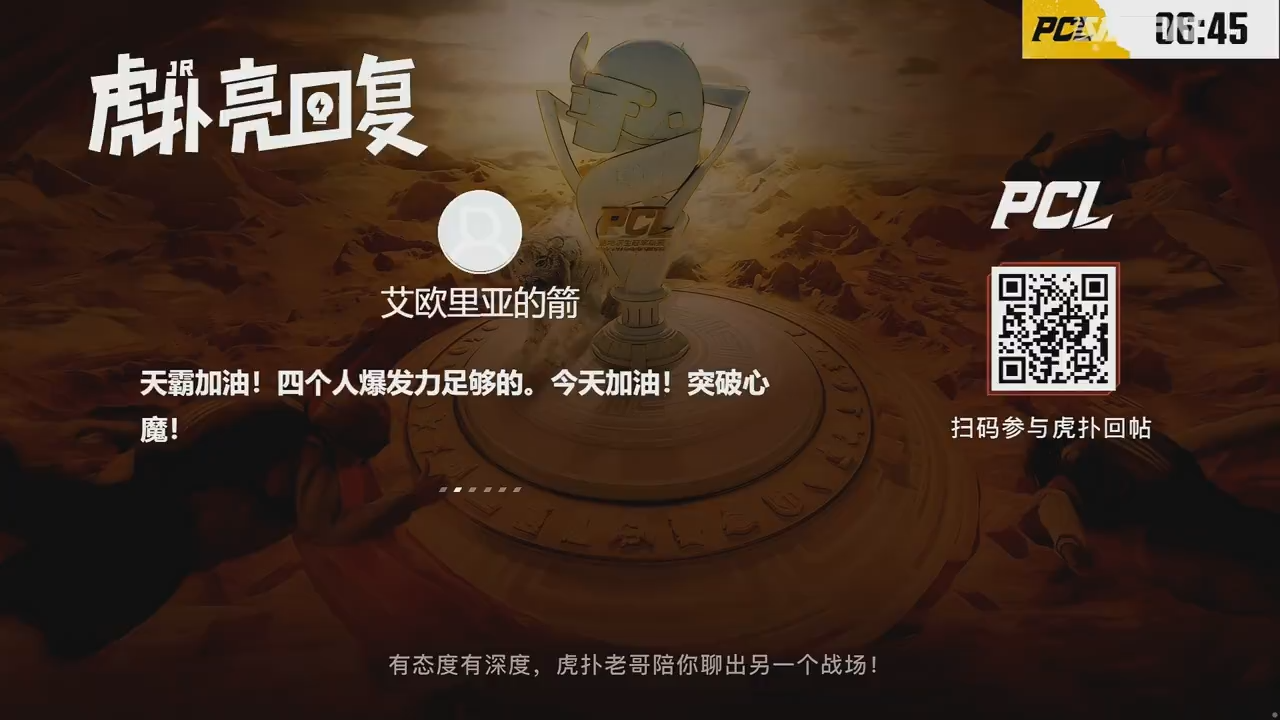 PCL
06:45
虎扑亮回复
JR
PCL
艾欧里亚的箭
PCL
天霸加油！四个人爆发力足够的。今天加油！突破心
魔！
扫码参与虎扑回帖
有态度有深度，虎扑老哥陪你聊出另一个战场！